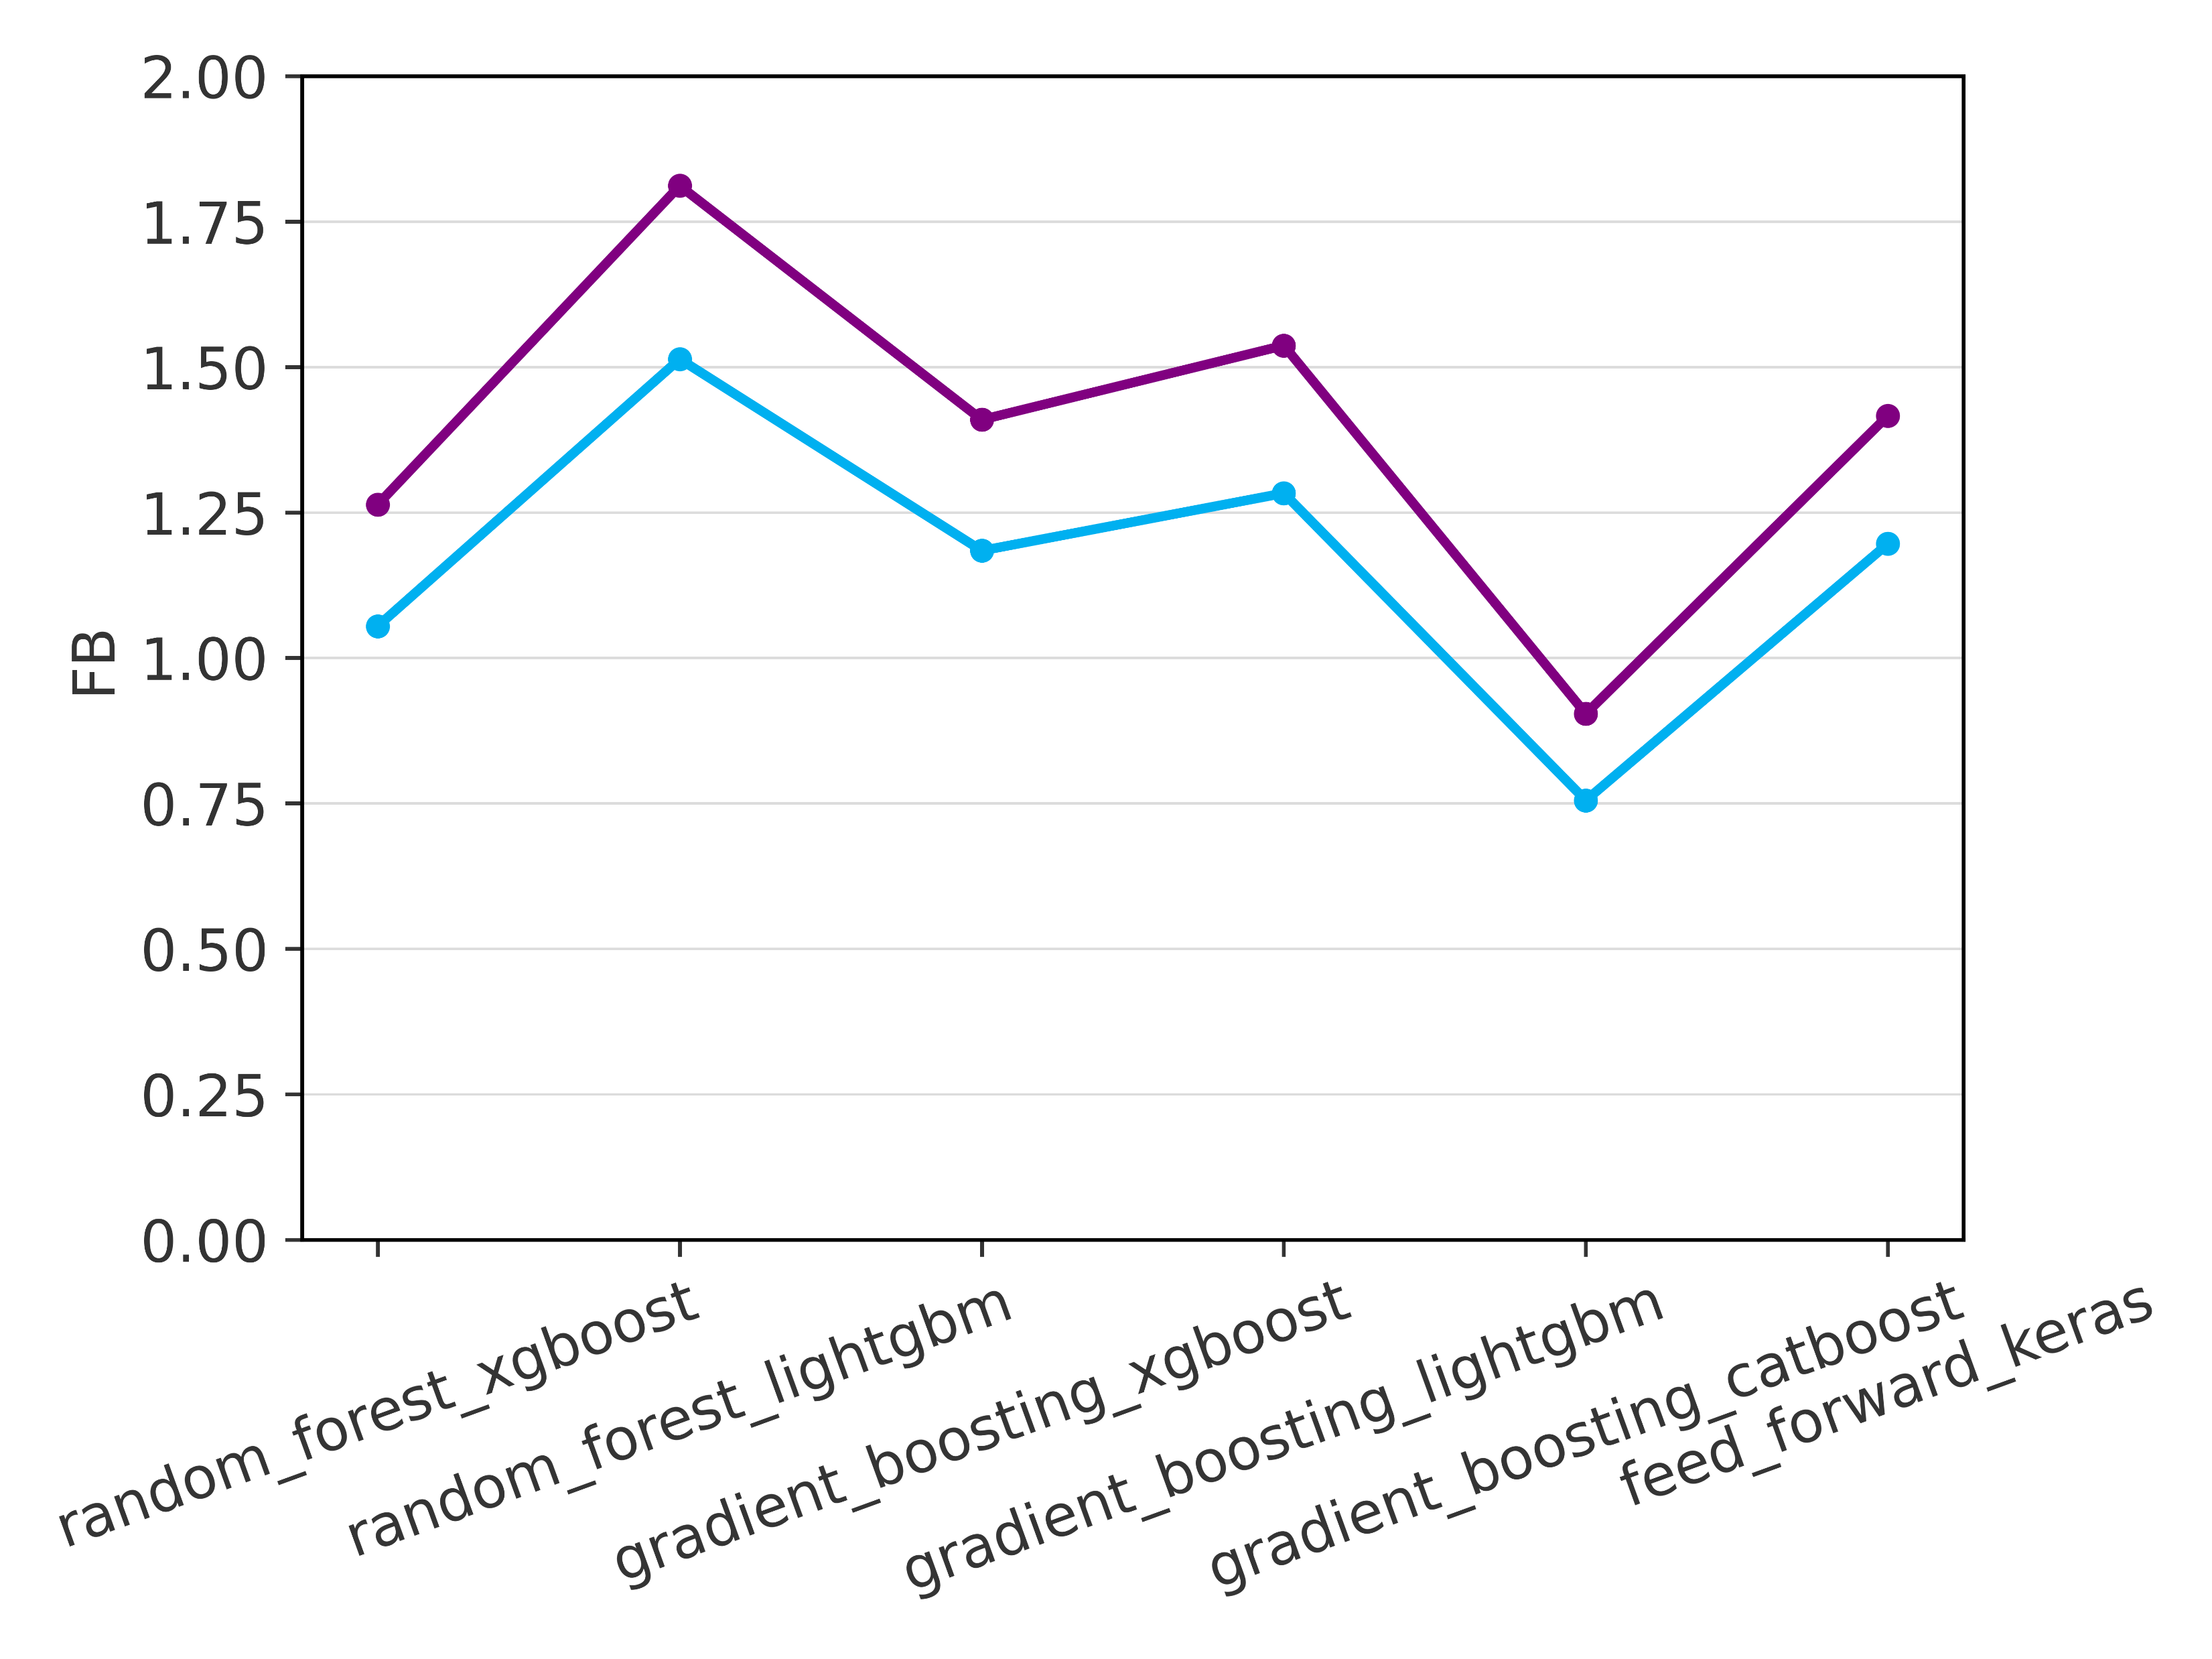 2.00
1.75
1.50
1.25
1.00
0.75
0.50
0.25
0.00
FB
random_forest_xgboost
random_forest_lightgbm
gradient_boosting_xgboost
gradient_boosting_lightgbm
gradient_boosting_catboost
feed_forward_keras